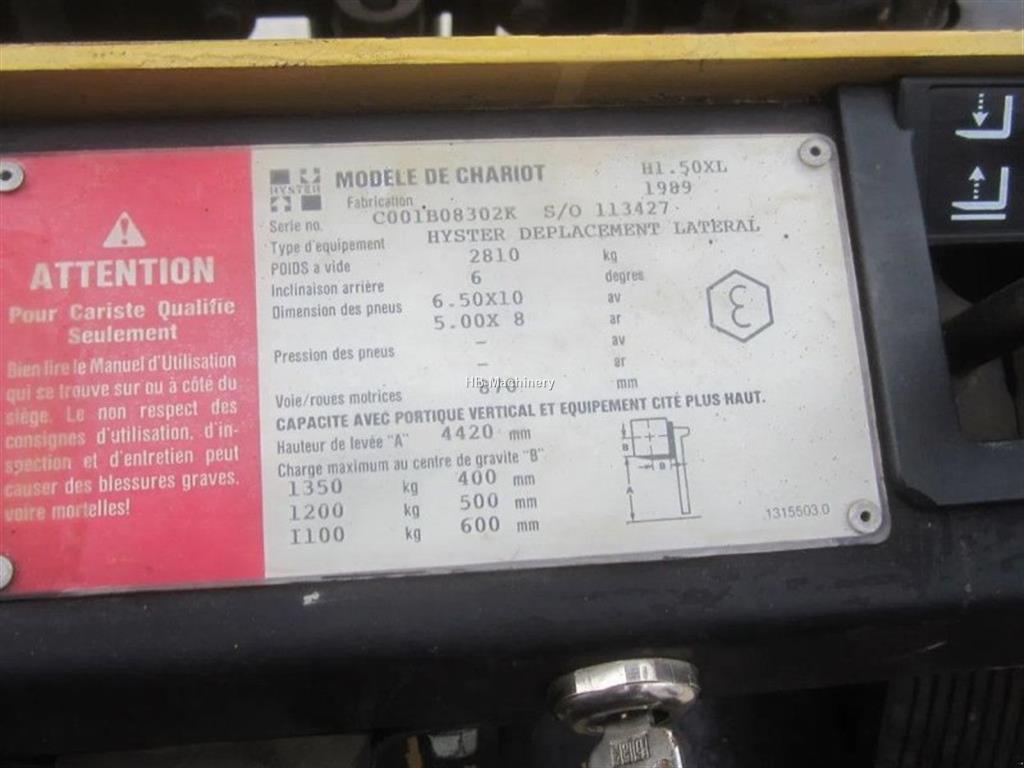 ATTENTION
Pour Cariste Qualifie
Seulement
Bien lire le Manuel d'Utilisation
qui se trouve sur ou à côté du
siége. Le non respect des
consignes d'utilisation, d'in-
spection et d'entretien peut
causer des blessures graves,
voire mortelles!
HYSTER
MODÈLE DE CHARIOT H1.50XL
Fabrication 1989
Serie no. C001B08302K S/O 113427
Type d'equipement HYSTER DEPLACEMENT LATERAL
POIDS a vide 2810 kg
Inclinaison arrière 6 degres
Dimension des pneus 6.50X10 av
5.00X 8 ar
Pression des pneus - av
- ar
Voie/roues motrices 870 mm
HB Machinery
CAPACITE AVEC PORTIQUE VERTICAL ET EQUIPEMENT CITÉ PLUS HAUT.
Hauteur de levée "A" 4420 mm
Charge maximum au centre de gravite "B"
1350 kg 400 mm
1200 kg 500 mm
1100 kg 600 mm
B
B
A
1315503.0